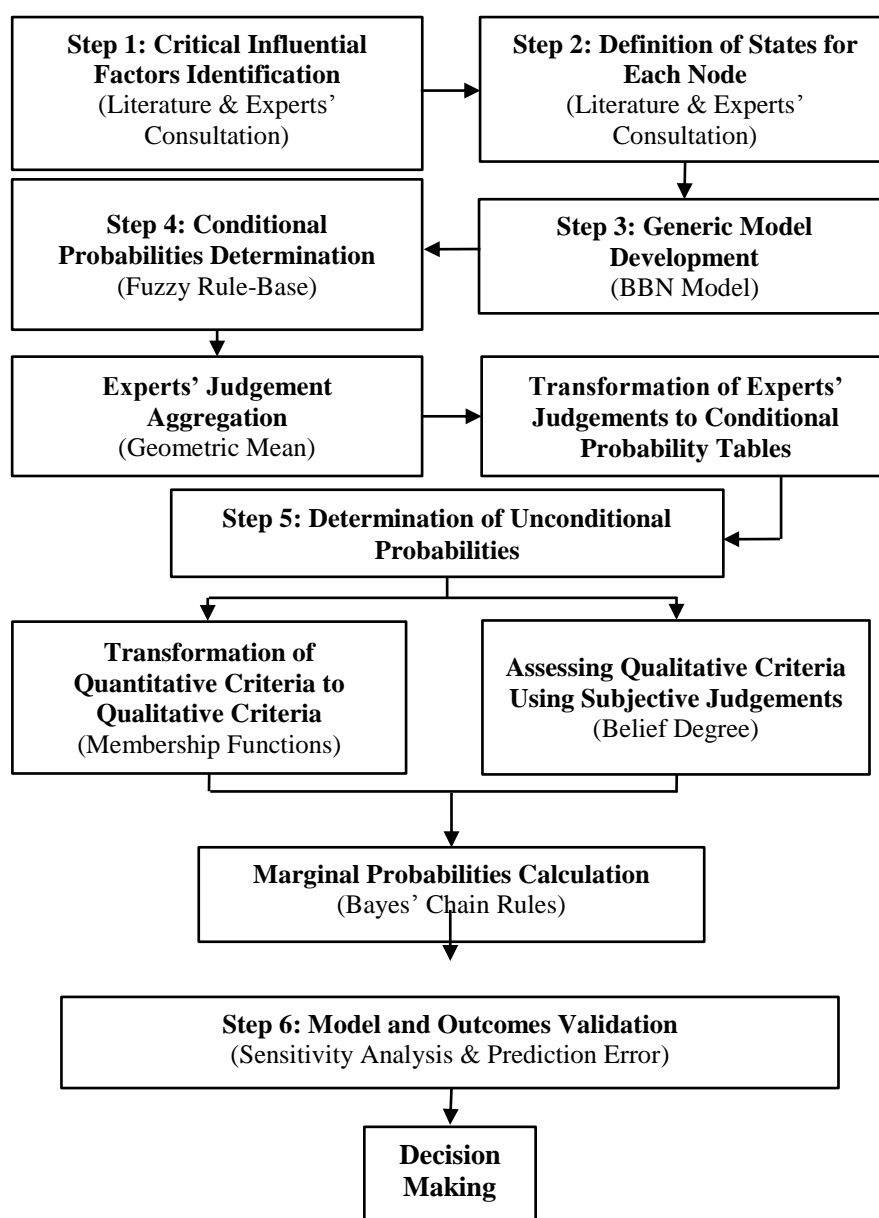 Step 1: Critical Influential
Factors Identification
(Literature & Experts'
Consultation)
Step 2: Definition of States for
Each Node
(Literature & Experts'
Consultation)
Step 4: Conditional
Probabilities Determination
(Fuzzy Rule-Base)
Step 3: Generic Model
Development
(BBN Model)
Experts' Judgement
Aggregation
(Geometric Mean)
Transformation of Experts'
Judgements to Conditional
Probability Tables
Step 5: Determination of Unconditional
Probabilities
Transformation of
Quantitative Criteria to
Qualitative Criteria
(Membership Functions)
Assessing Qualitative Criteria
Using Subjective Judgements
(Belief Degree)
Marginal Probabilities Calculation
(Bayes' Chain Rules)
Step 6: Model and Outcomes Validation
(Sensitivity Analysis & Prediction Error)
Decision
Making